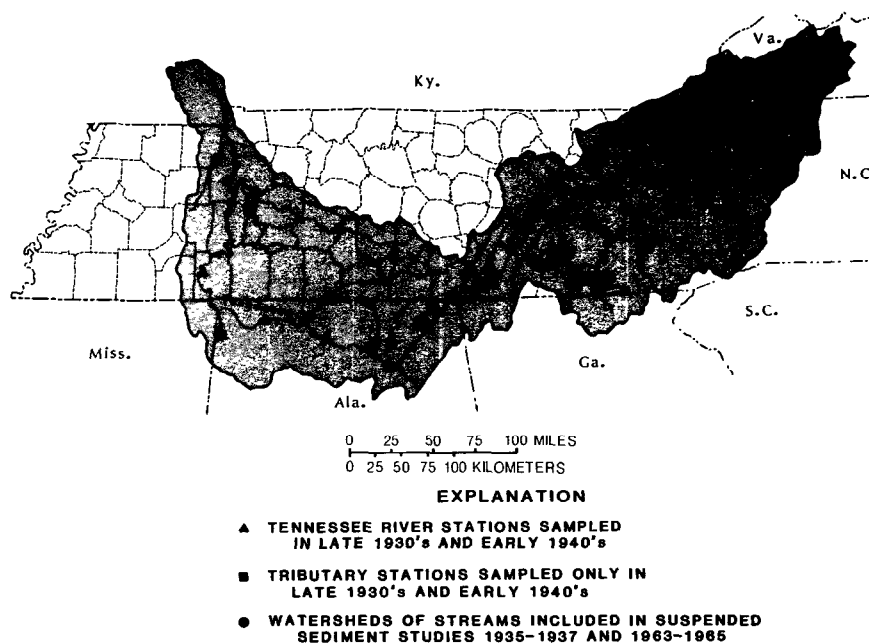 Va.
Ky.
N.C
S.C.
Miss.
Ga.
Ala.
0 25 50 75 100 MILES
0 25 50 75 100 KILOMETERS
EXPLANATION
TENNESSEE RIVER STATIONS SAMPLED
IN LATE 1930's AND EARLY 1940's
TRIBUTARY STATIONS SAMPLED ONLY IN
LATE 1930's AND EARLY 1940's
WATERSHEDS OF STREAMS INCLUDED IN SUSPENDED
SEDIMENT STUDIES 1935-1937 AND 1963-1965